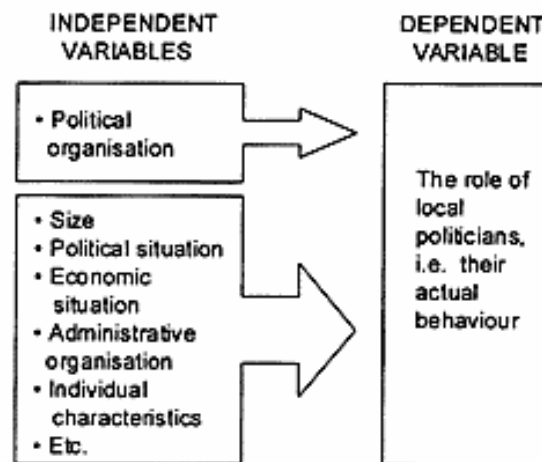 INDEPENDENT
VARIABLES
• Political
organisation
• Size
• Political situation
• Economic
situation
• Administrative
organisation
• Individual
characteristics
• Etc.
DEPENDENT
VARIABLE
The role of
local
politicians,
i.e. their
actual
behaviour